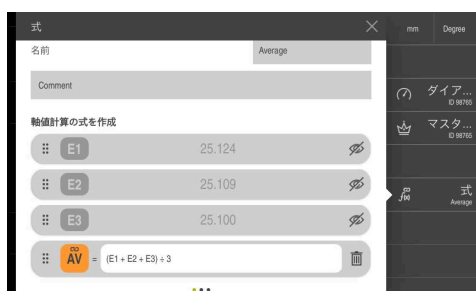 式
mm
Degree
名前
Average
Comment
ダイア...
ID 98765
マスタ...
ID 98765
軸値計算の式を作成
E1
25.124
E2
25.109
式
Average
f(x)
E3
25.100
AV = (E1 + E2 + E3) ÷ 3